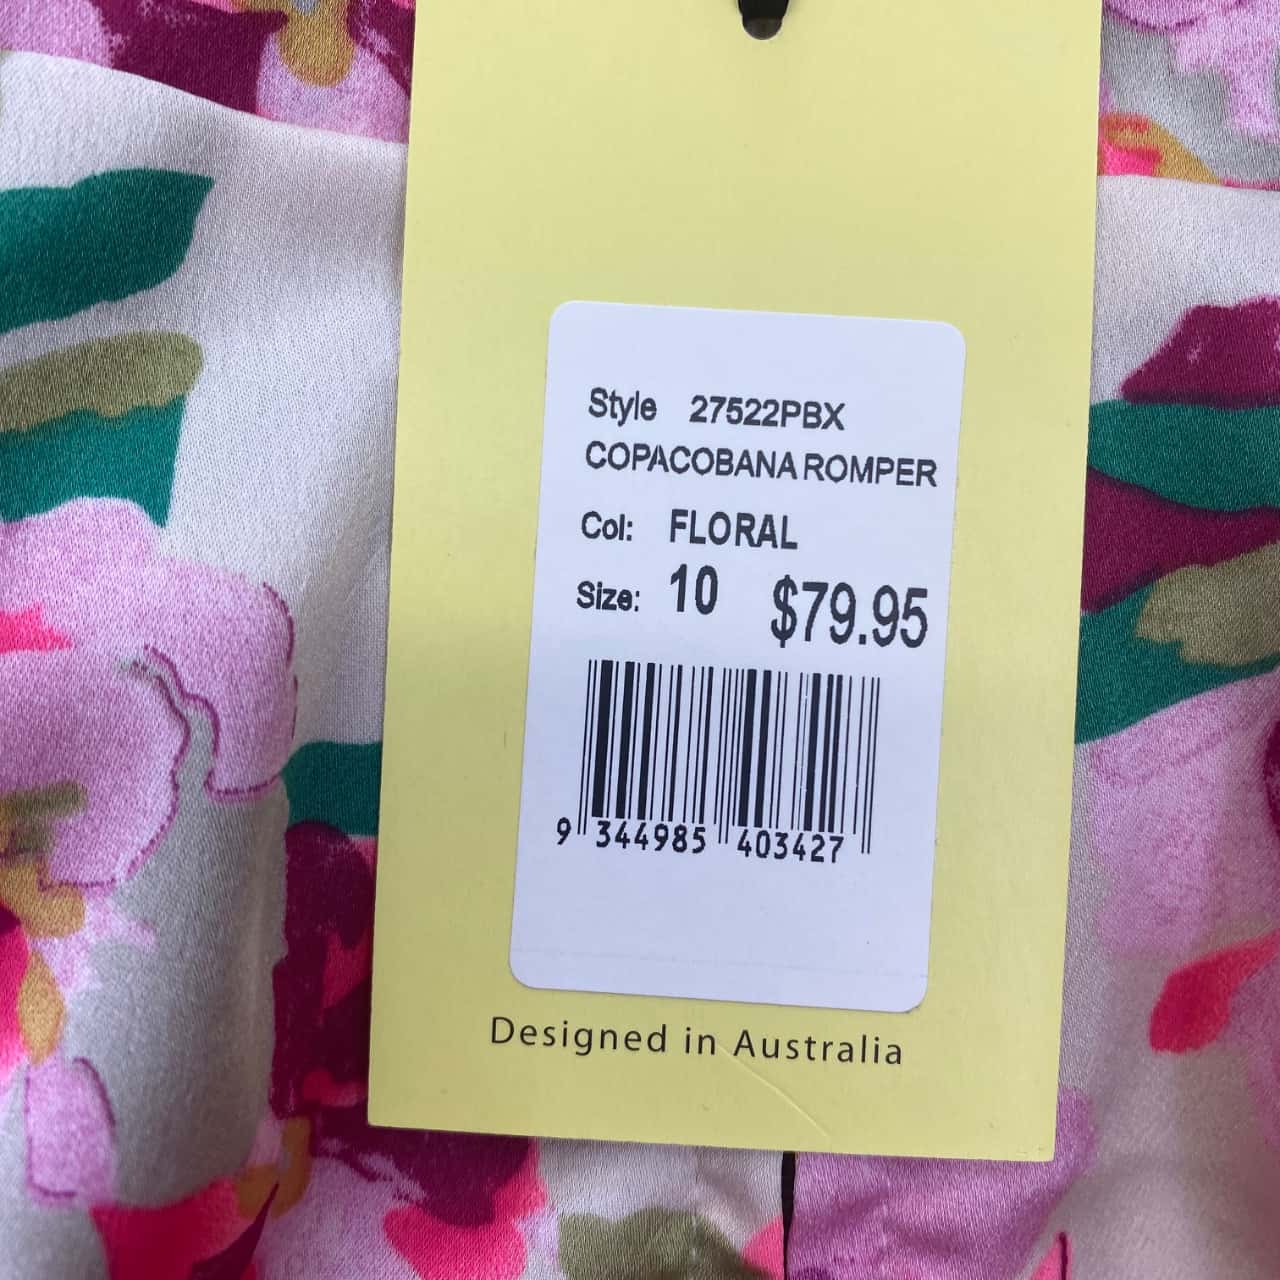 Style 27522PBX
COPACOBANA ROMPER
Col: FLORAL
Size: 10 $79.95
9 344985 403427
Designed in Australia